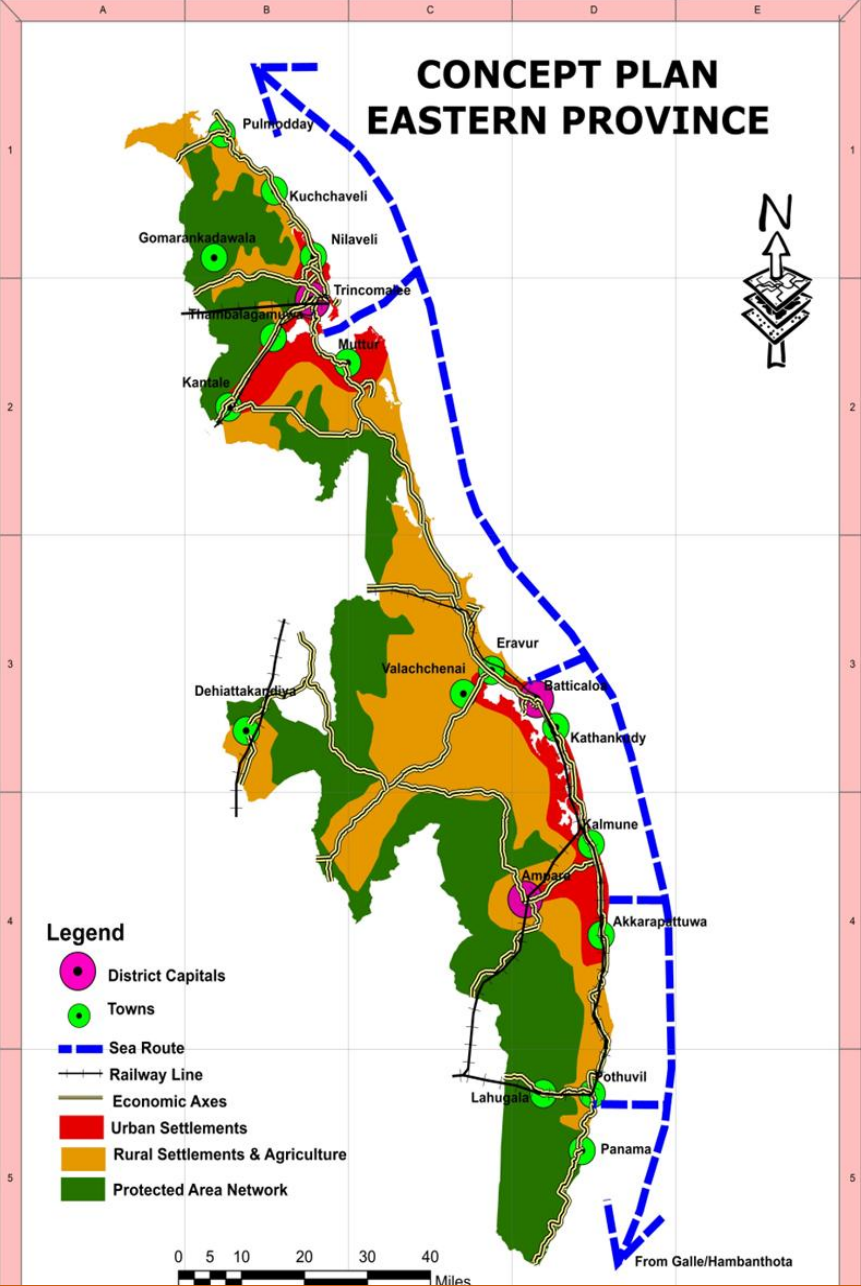 A B C D E
CONCEPT PLAN
EASTERN PROVINCE
1
1
Pulmodday
Kuchchaveli
N
Gomarankadawala
Nilaveli
Trincomalee
Thambalagamuwa
Muttur
Kantale
2
2
Eravur
Valachchenai
3
3
Dehiattakandiya
Batticaloa
Kathankudy
Kalmune
Ampare
4
4
Akkarapattuwa
Legend
District Capitals
Towns
Sea Route
Railway Line
Economic Axes
Urban Settlements
Rural Settlements & Agriculture
Protected Area Network
Pothuvil
Lahugala
Panama
5
5
0 5 10 20 30 40
Miles
From Galle/Hambanthota